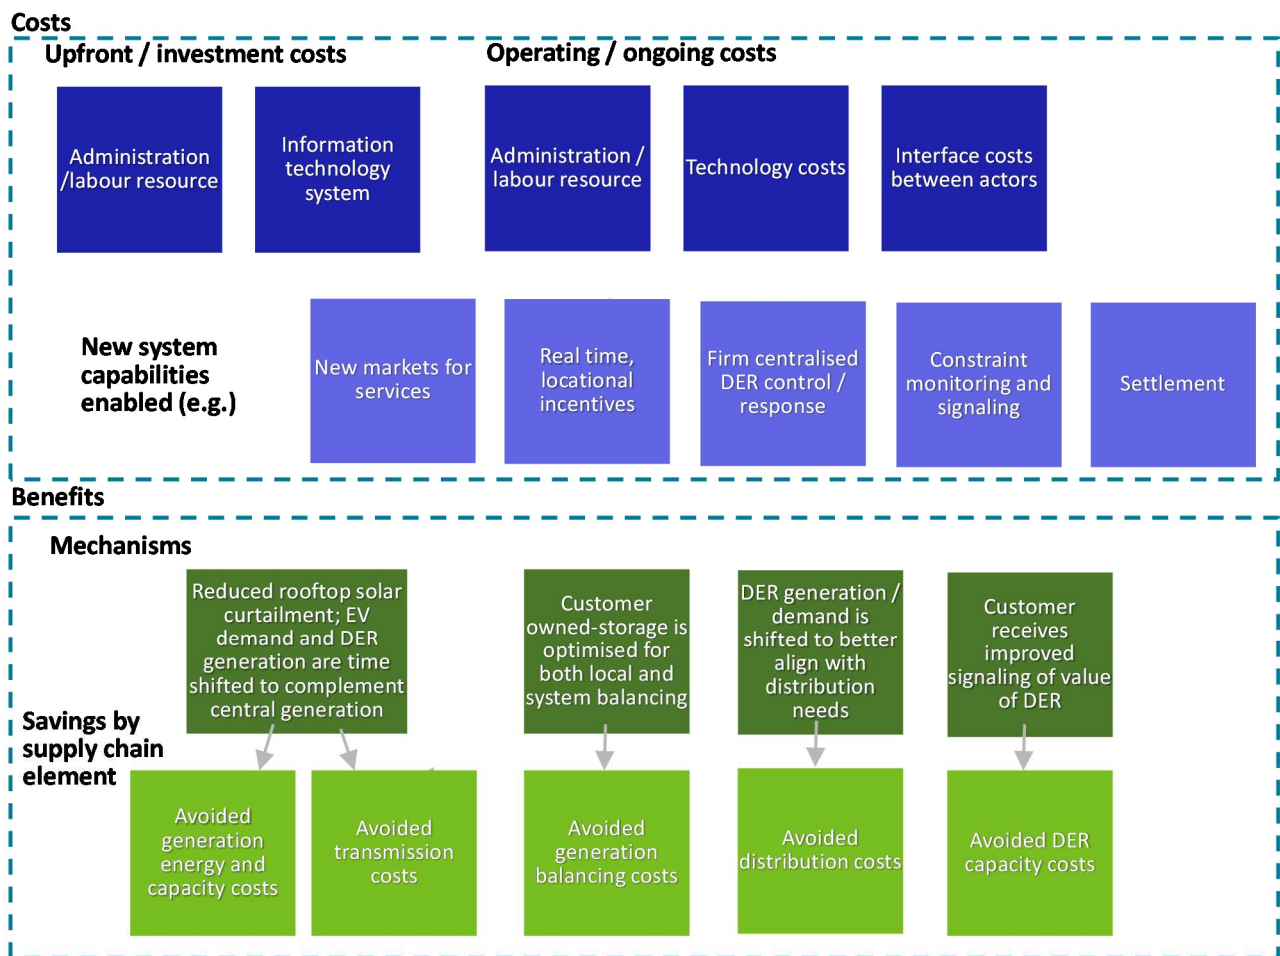 Costs
Upfront / investment costs
Operating / ongoing costs
Administration
/labour resource
Information
technology
system
Administration /
labour resource
Technology costs
Interface costs
between actors
New system
capabilities
enabled (e.g.)
New markets for
services
Real time,
locational
incentives
Firm centralised
DER control /
response
Constraint
monitoring and
signaling
Settlement
Benefits
Mechanisms
Reduced rooftop solar
curtailment; EV
demand and DER
generation are time
shifted to complement
central generation
Customer
owned-storage is
optimised for
both local and
system balancing
DER generation /
demand is
shifted to better
align with
distribution
needs
Customer
receives
improved
signaling of value
of DER
Savings by
supply chain
element
Avoided
generation
energy and
capacity costs
Avoided
transmission
costs
Avoided
generation
balancing costs
Avoided
distribution costs
Avoided DER
capacity costs